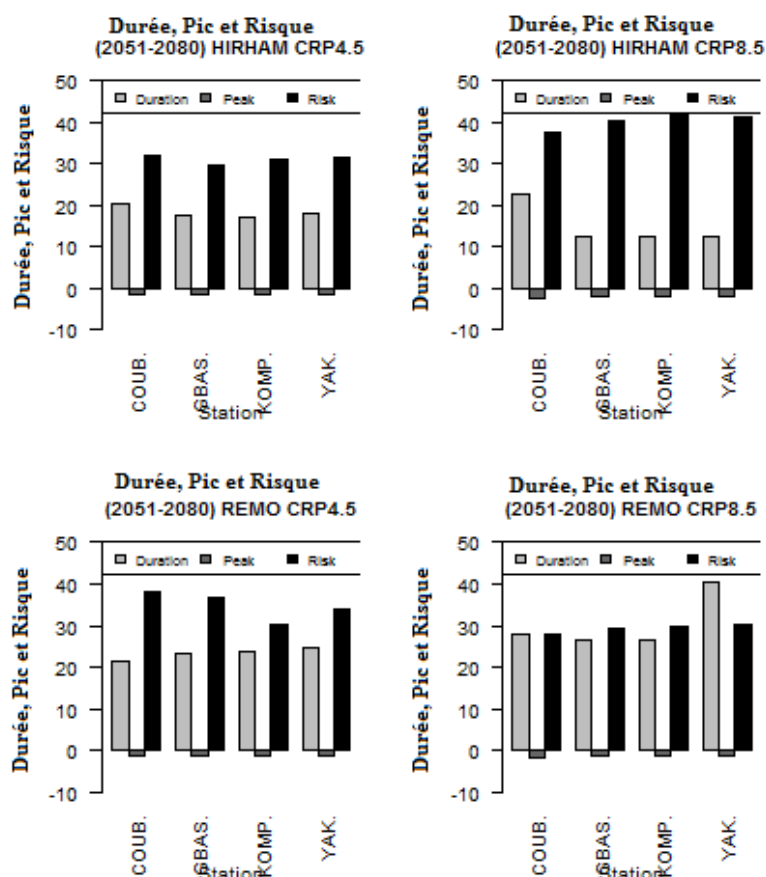 Durée, Pic et Risque
(2051-2080) HIRHAM CRP4.5
Durée, Pic et Risque
50
40
30
20
10
0
-10
Duration Peak Risk
COUB.
GBAS.
KOMP.
YAK.
Station
Durée, Pic et Risque
(2051-2080) HIRHAM CRP8.5
Durée, Pic et Risque
50
40
30
20
10
0
-10
Duration Peak Risk
COUB.
GBAS.
KOMP.
YAK.
Station
Durée, Pic et Risque
(2051-2080) REMO CRP4.5
Durée, Pic et Risque
50
40
30
20
10
0
-10
Duration Peak Risk
COUB.
GBAS.
KOMP.
YAK.
Station
Durée, Pic et Risque
(2051-2080) REMO CRP8.5
Durée, Pic et Risque
50
40
30
20
10
0
-10
Duration Peak Risk
COUB.
GBAS.
KOMP.
YAK.
Station